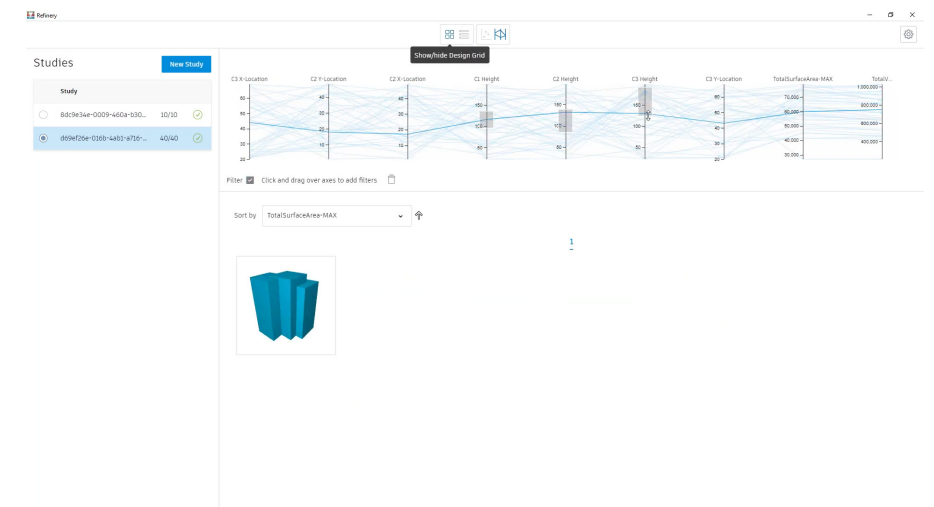 Refinery
Show/hide Design Grid
Studies
New Study
Study
8dc9e34e-0009-460a-b30... 10/10
d69ef26e-016b-4ab1-a716-... 40/40
C3 X-Location C2 Y-Location C2 X-Location C1 Height C2 Height C3 Height C3 Y-Location TotalSurfaceArea-MAX TotalV...
Filter Click and drag over axes to add filters
Sort by TotalSurfaceArea-MAX
1